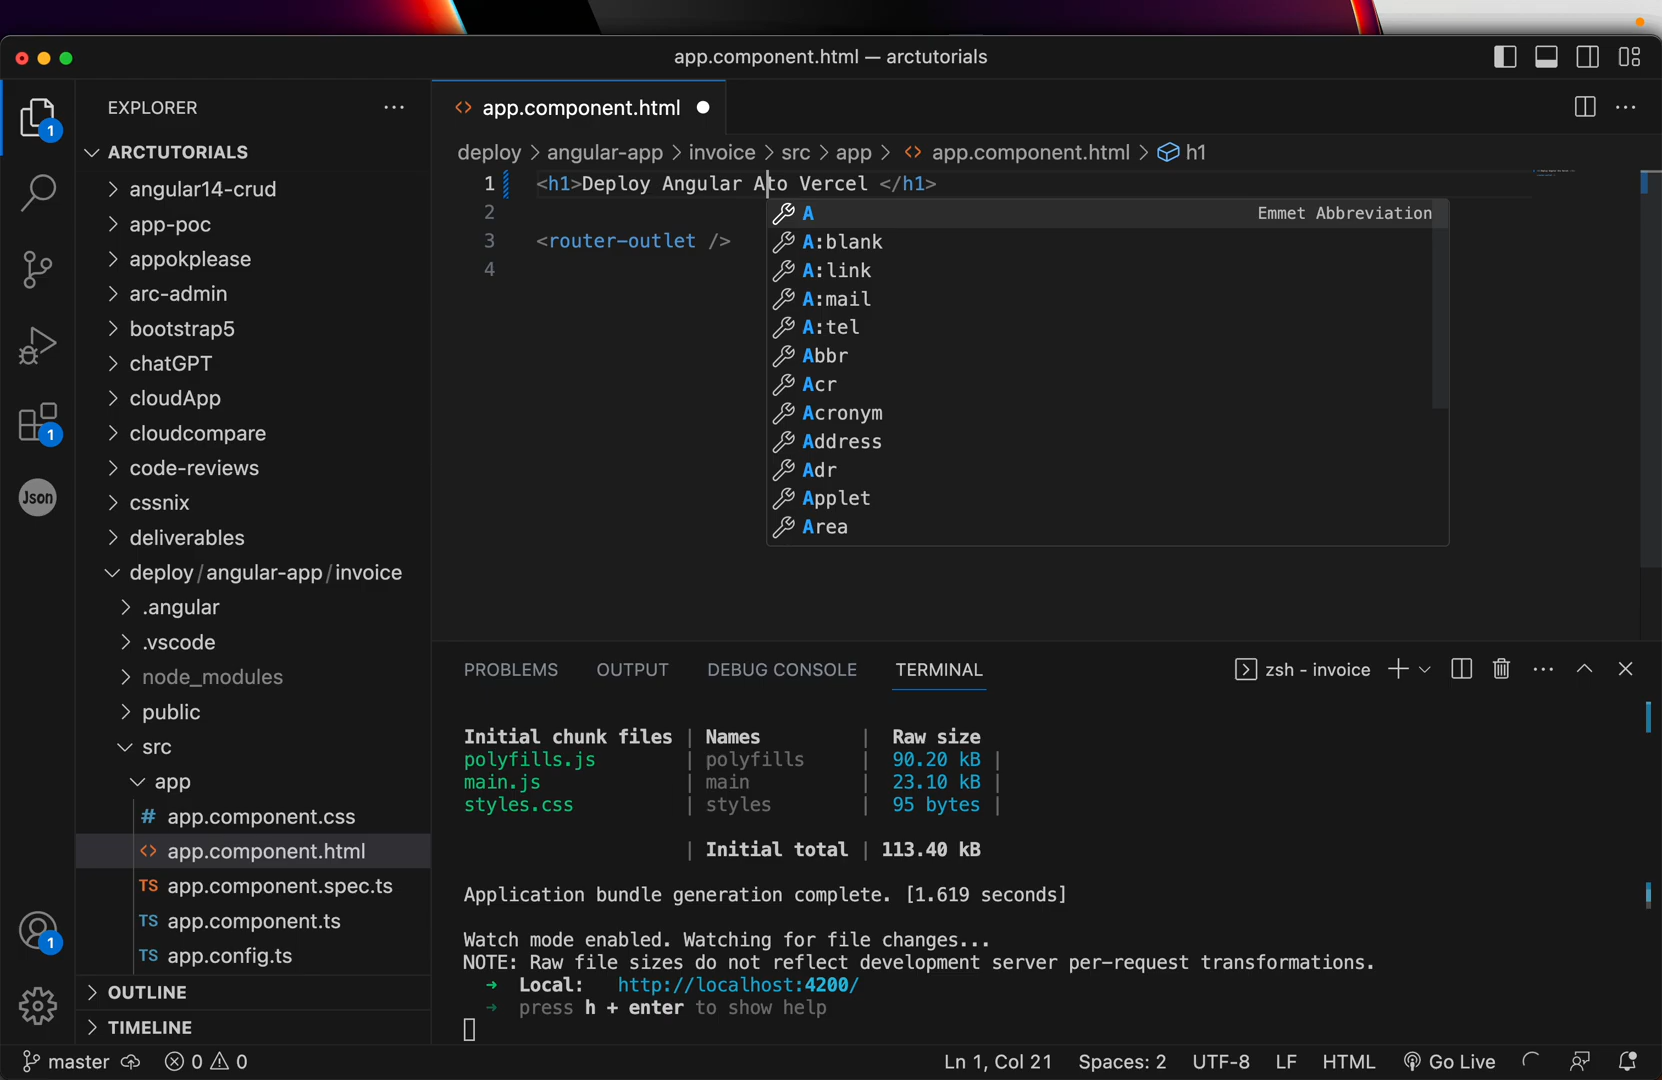 app.component.html — arctutorials
EXPLORER
1
ARCTUTORIALS
angular14-crud
app-poc
appokplease
arc-admin
bootstrap5
chatGPT
cloudApp
cloudcompare
1
code-reviews
Json
cssnix
deliverables
deploy/angular-app/invoice
.angular
.vscode
node_modules
public
src
app
# app.component.css
<> app.component.html
TS app.component.spec.ts
TS app.component.ts
1
TS app.config.ts
OUTLINE
TIMELINE
<> app.component.html
deploy > angular-app > invoice > src > app > <> app.component.html > h1
1 <h1>Deploy Angular Ato Vercel </h1>
2
3 <router-outlet />
4
A Emmet Abbreviation
A:blank
A:link
A:mail
A:tel
Abbr
Acr
Acronym
Address
Adr
Applet
Area
PROBLEMS OUTPUT DEBUG CONSOLE TERMINAL zsh - invoice
Initial chunk files | Names | Raw size
polyfills.js | polyfills | 90.20 kB |
main.js | main | 23.10 kB |
styles.css | styles | 95 bytes |
| Initial total | 113.40 kB
Application bundle generation complete. [1.619 seconds]
Watch mode enabled. Watching for file changes...
NOTE: Raw file sizes do not reflect development server per-request transformations.
➜ Local: http://localhost:4200/
➜ press h + enter to show help
master 0 0 Ln 1, Col 21 Spaces: 2 UTF-8 LF HTML Go Live